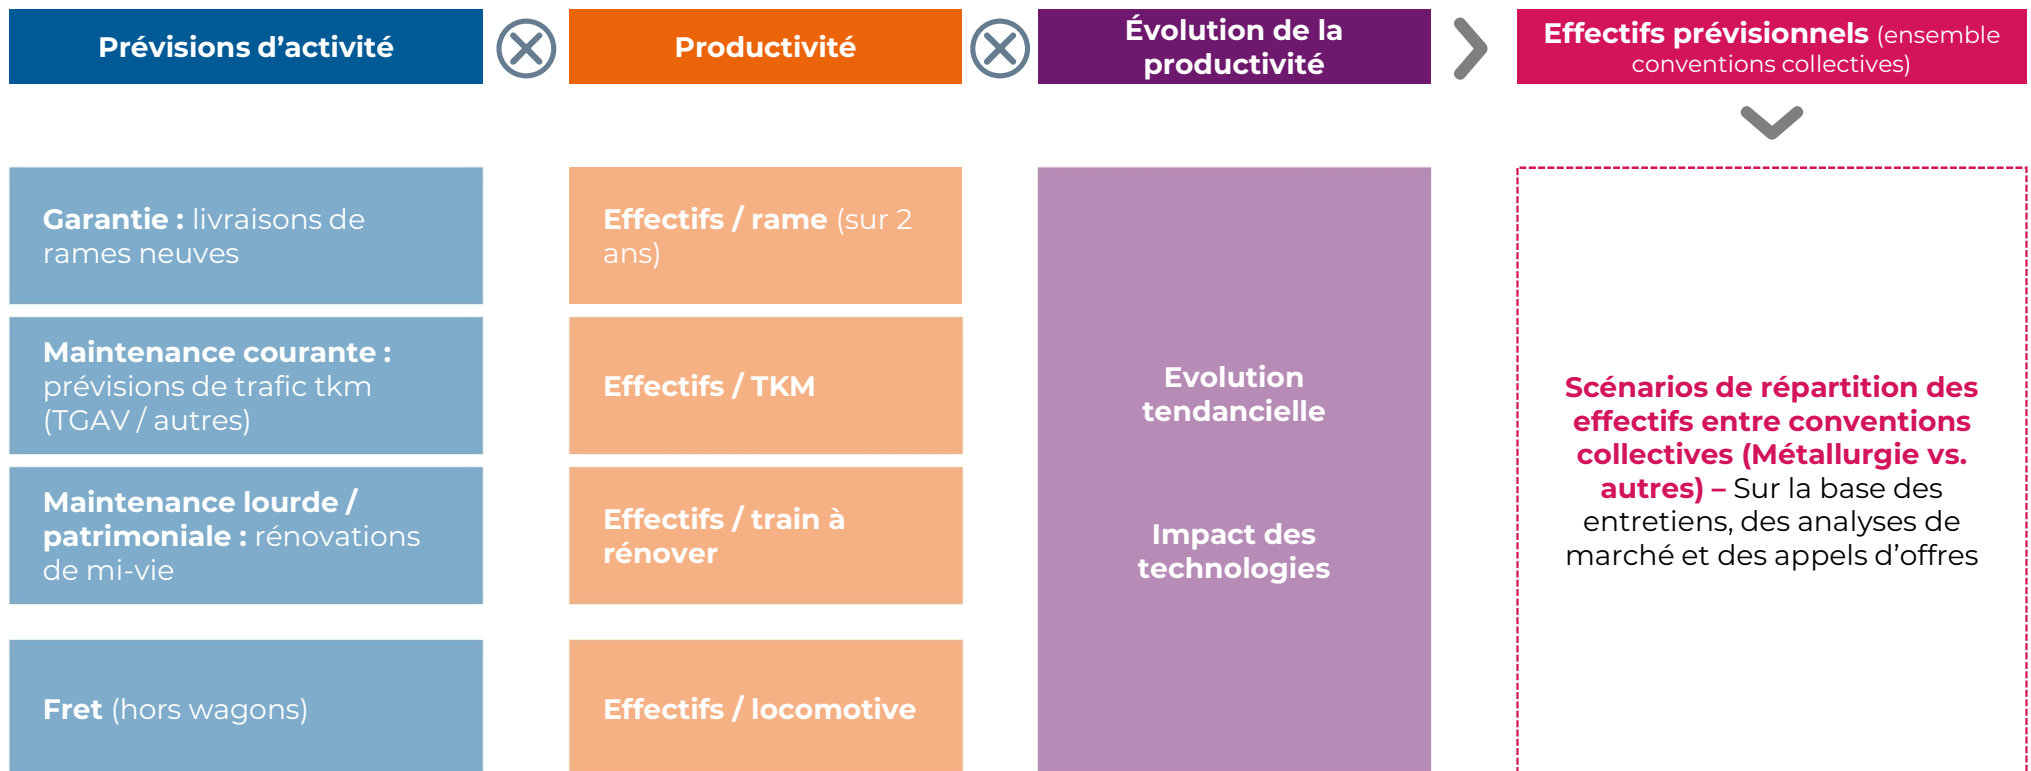 Prévisions d'activité
Productivité
Évolution de la
productivité
Effectifs prévisionnels (ensemble
conventions collectives)
Garantie : livraisons de
rames neuves
Effectifs / rame (sur 2
ans)
Maintenance courante :
prévisions de trafic tkm
(TGAV / autres)
Effectifs / TKM
Maintenance lourde /
patrimoniale : rénovations
de mi-vie
Effectifs / train à
rénover
Fret (hors wagons)
Effectifs / locomotive
Evolution
tendancielle
Impact des
technologies
Scénarios de répartition des
effectifs entre conventions
collectives (Métallurgie vs.
autres) – Sur la base des
entretiens, des analyses de
marché et des appels d'offres